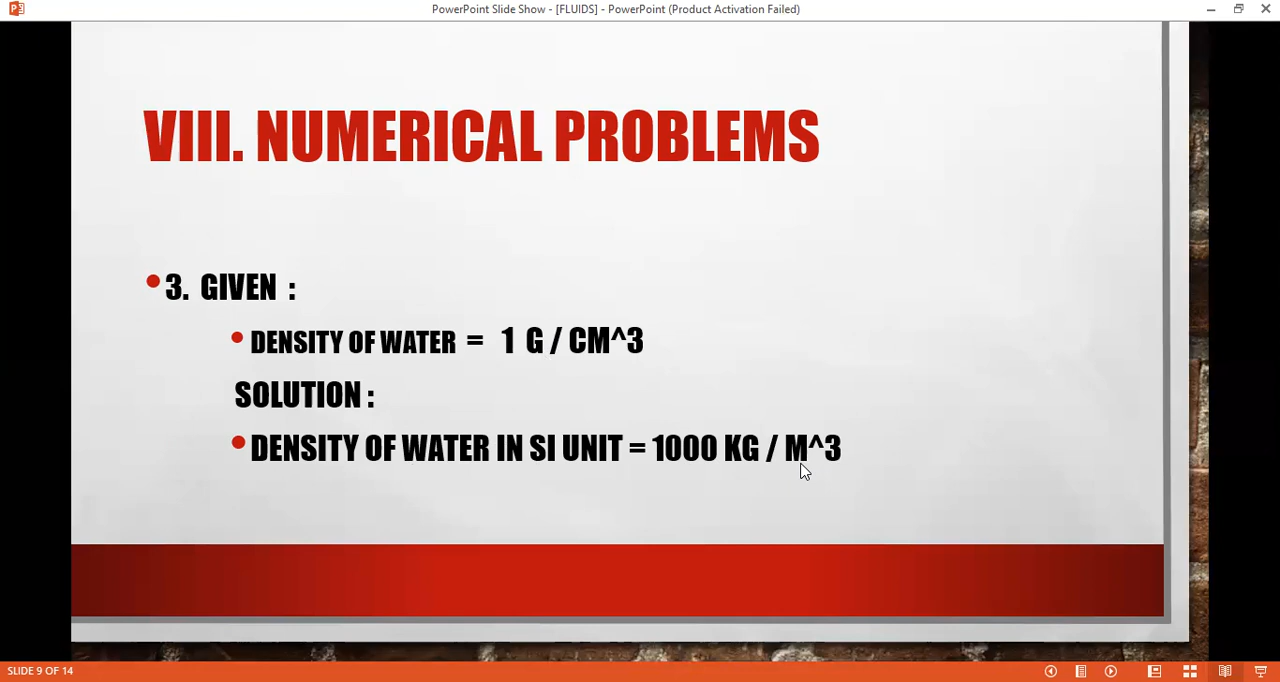 PowerPoint Slide Show - [FLUIDS] - PowerPoint (Product Activation Failed)
VIII. NUMERICAL PROBLEMS
•3. GIVEN :
• DENSITY OF WATER = 1 G / CM^3
SOLUTION :
• DENSITY OF WATER IN SI UNIT = 1000 KG / M^3
SLIDE 9 OF 14